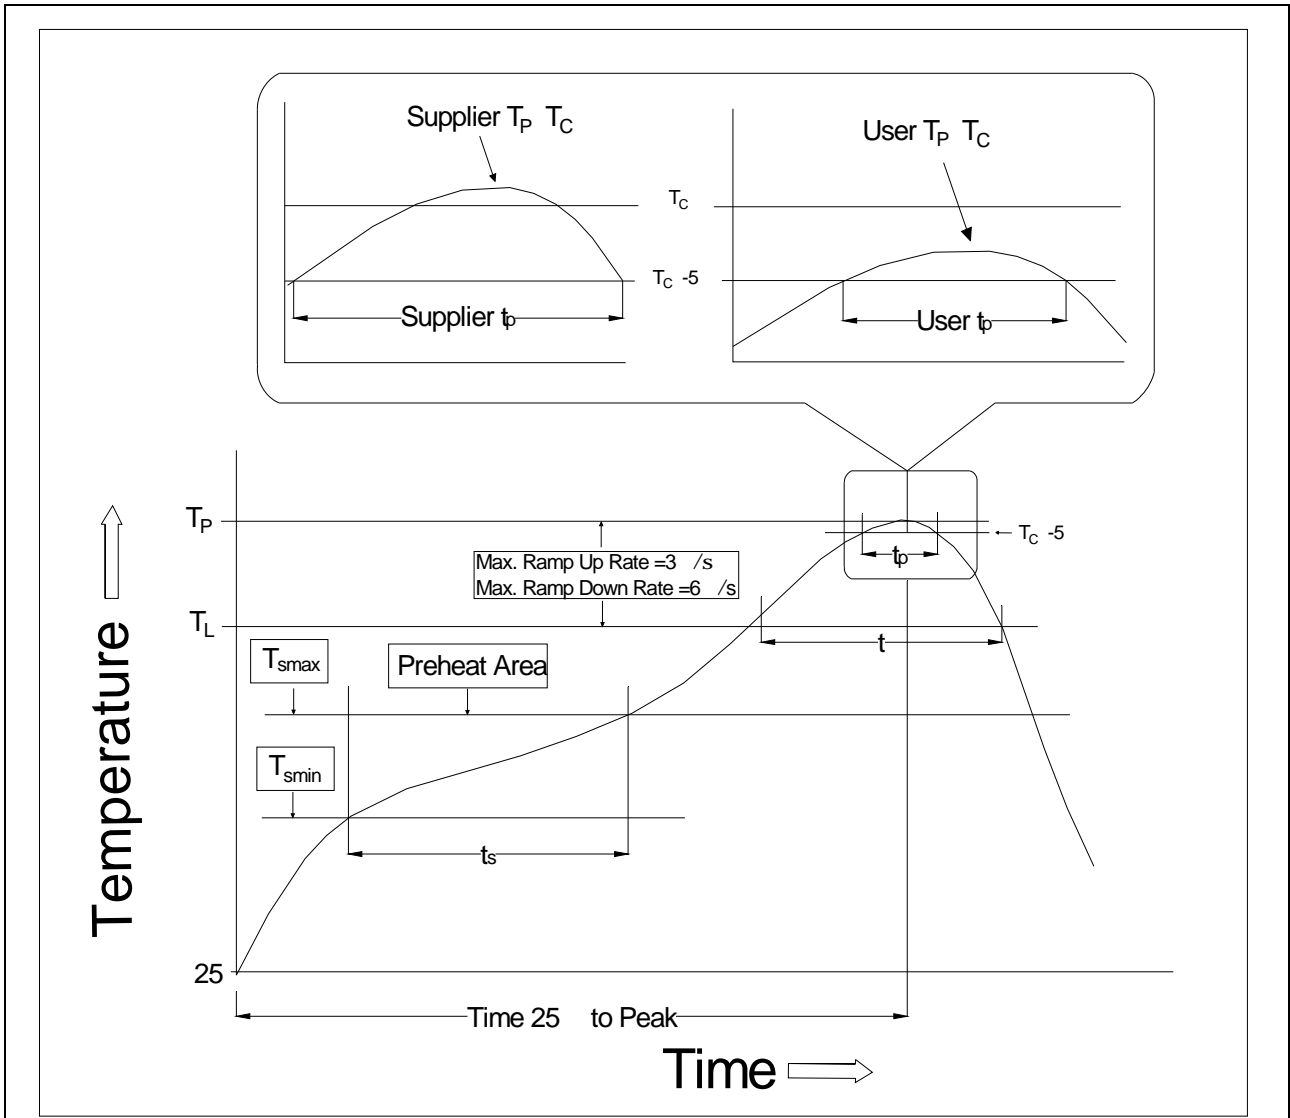 Supplier TP TC
User TP TC
TC
TC -5
Supplier tp
User tp
TP
TC -5
tp
Max. Ramp Up Rate =3 /s
Max. Ramp Down Rate =6 /s
TL
t
Tsmax
Preheat Area
Tsmin
ts
Temperature
25
Time 25 to Peak
Time